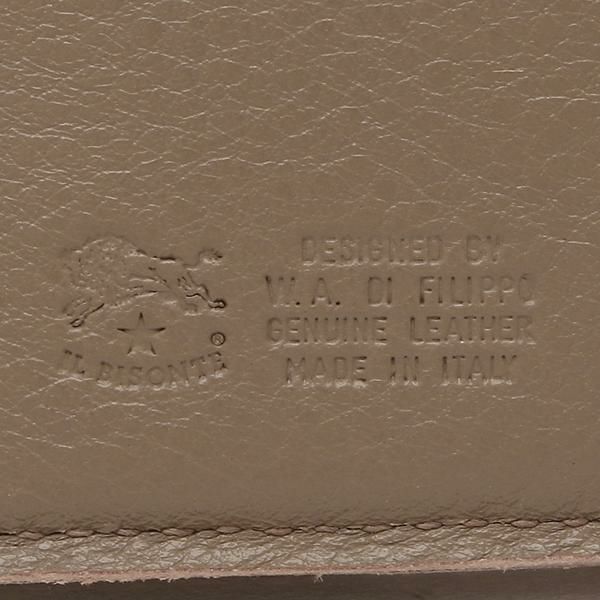 IL BISONTE ®
DESIGNED BY
W. A. DI FILIPPO
GENUINE LEATHER
MADE IN ITALY